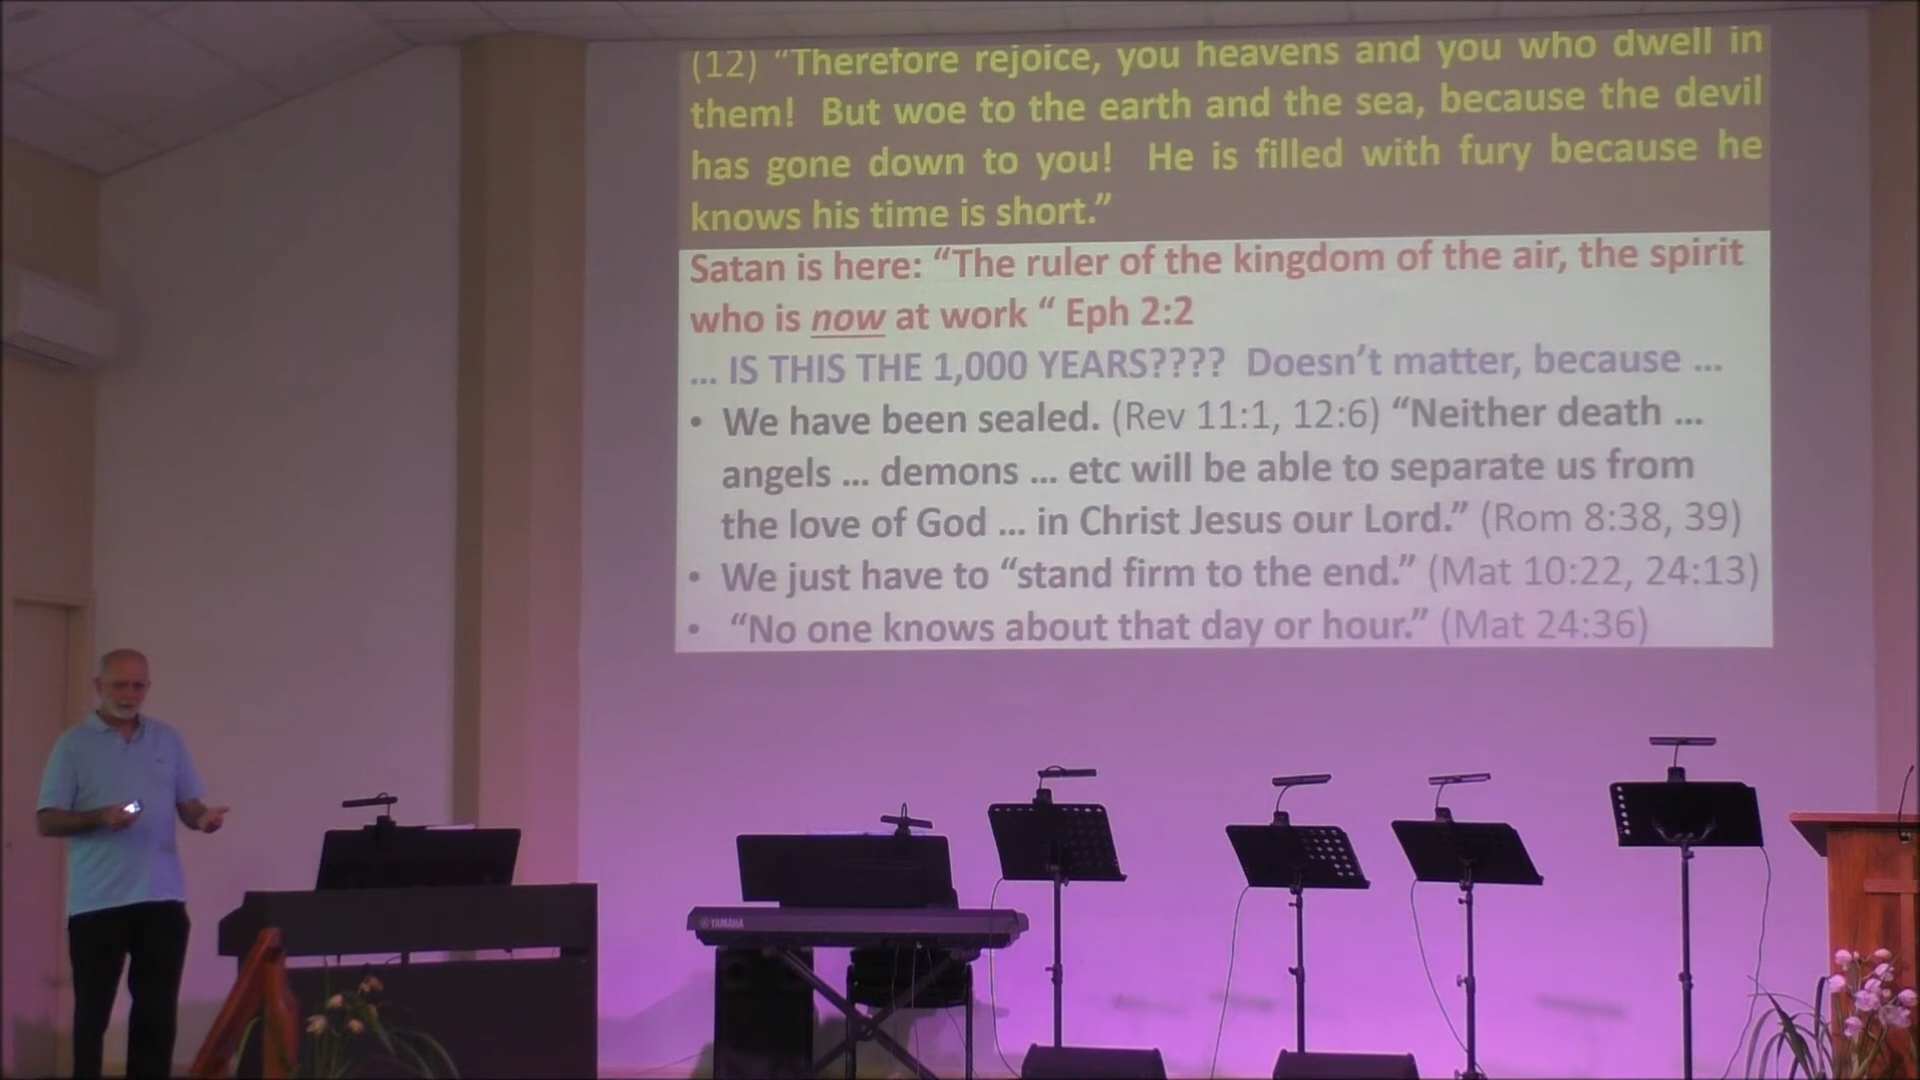 (12) “Therefore rejoice, you heavens and you who dwell in
them! But woe to the earth and the sea, because the devil
has gone down to you! He is filled with fury because he
knows his time is short.”
Satan is here: “The ruler of the kingdom of the air, the spirit
who is now at work “ Eph 2:2
... IS THIS THE 1,000 YEARS???? Doesn’t matter, because ...
• We have been sealed. (Rev 11:1, 12:6) “Neither death ...
angels ... demons ... etc will be able to separate us from
the love of God ... in Christ Jesus our Lord.” (Rom 8:38, 39)
• We just have to “stand firm to the end.” (Mat 10:22, 24:13)
• “No one knows about that day or hour.” (Mat 24:36)
YAMAHA